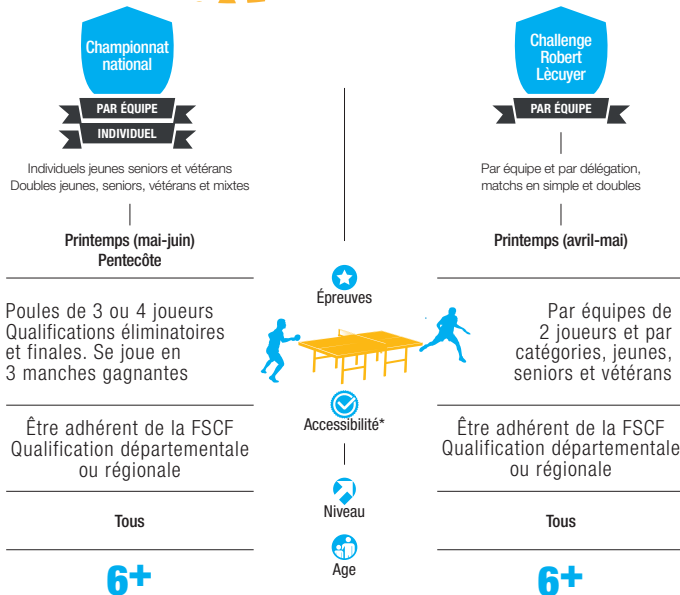 Championnat
national
PAR ÉQUIPE
INDIVIDUEL
Individuels jeunes seniors et vétérans
Doubles jeunes, seniors, vétérans et mixtes
Printemps (mai-juin)
Pentecôte
Poules de 3 ou 4 joueurs
Qualifications éliminatoires
et finales. Se joue en
3 manches gagnantes
Être adhérent de la FSCF
Qualification départementale
ou régionale
Tous
6+
Épreuves
Accessibilité*
Niveau
Age
Challenge
Robert
Lècuyer
PAR ÉQUIPE
Par équipe et par délégation,
matchs en simple et doubles
Printemps (avril-mai)
Par équipes de
2 joueurs et par
catégories, jeunes,
seniors et vétérans
Être adhérent de la FSCF
Qualification départementale
ou régionale
Tous
6+